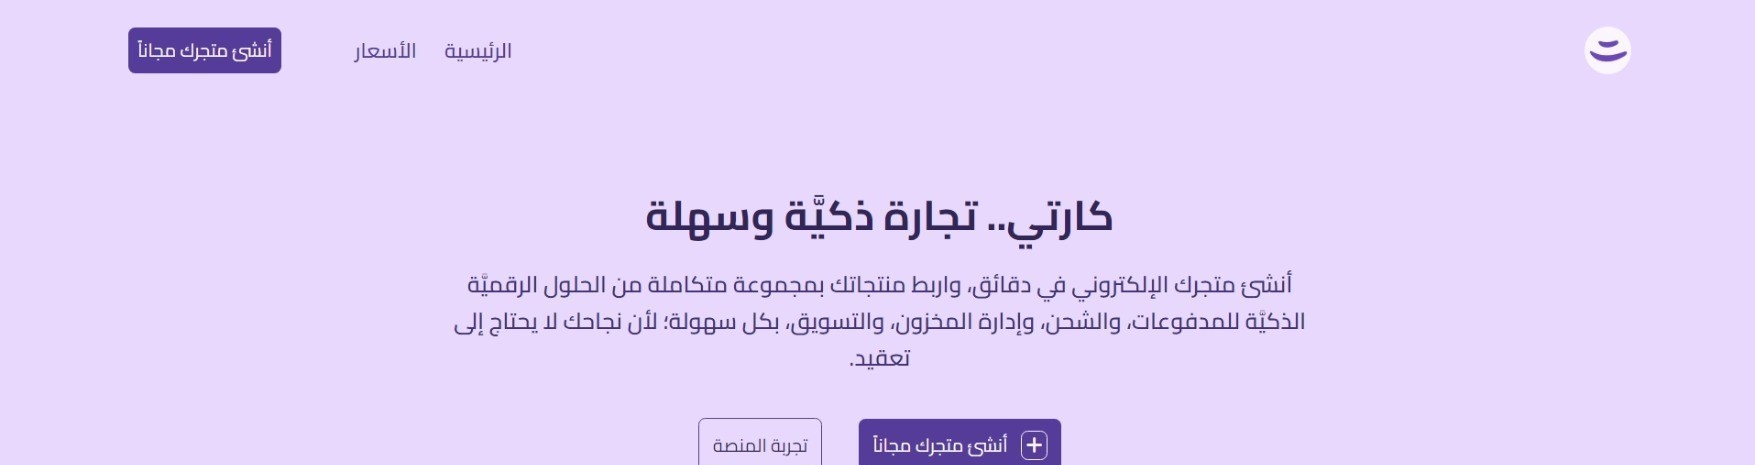 الرئيسية
الأسعار
أنشئ متجرك مجاناً
كارتي.. تجارة ذكيَّة وسهلة
أنشئ متجرك الإلكتروني في دقائق، واربط منتجاتك بمجموعة متكاملة من الحلول الرقميَّة
الذكيَّة للمدفوعات، والشحن، وإدارة المخزون، والتسويق، بكل سهولة؛ لأن نجاحك لا يحتاج إلى
تعقيد.
أنشئ متجرك مجاناً
تجربة المنصة